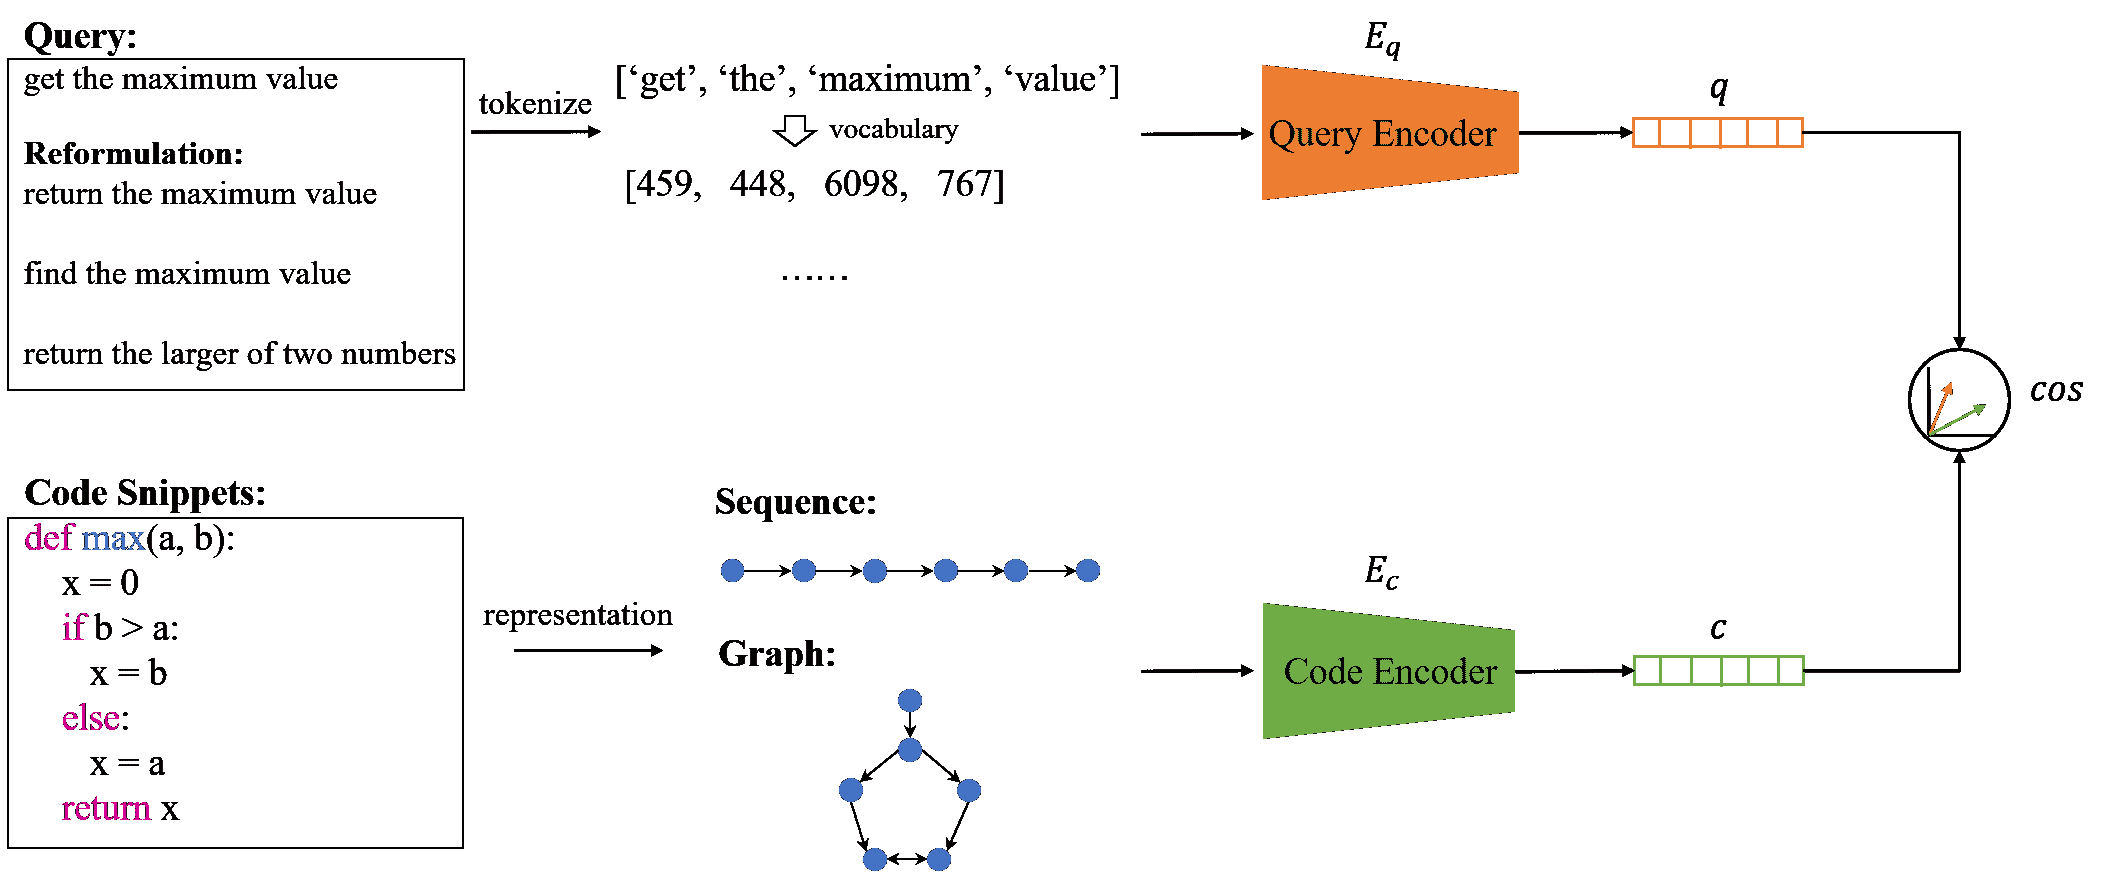 Query:
get the maximum value
Reformulation:
return the maximum value
find the maximum value
return the larger of two numbers
tokenize
[‘get’, ‘the’, ‘maximum’, ‘value’]
vocabulary
[459, 448, 6098, 767]
……
E_q
Query Encoder
q
cos
Code Snippets:
def max(a, b):
x = 0
if b > a:
x = b
else:
x = a
return x
representation
Sequence:
Graph:
E_c
Code Encoder
c